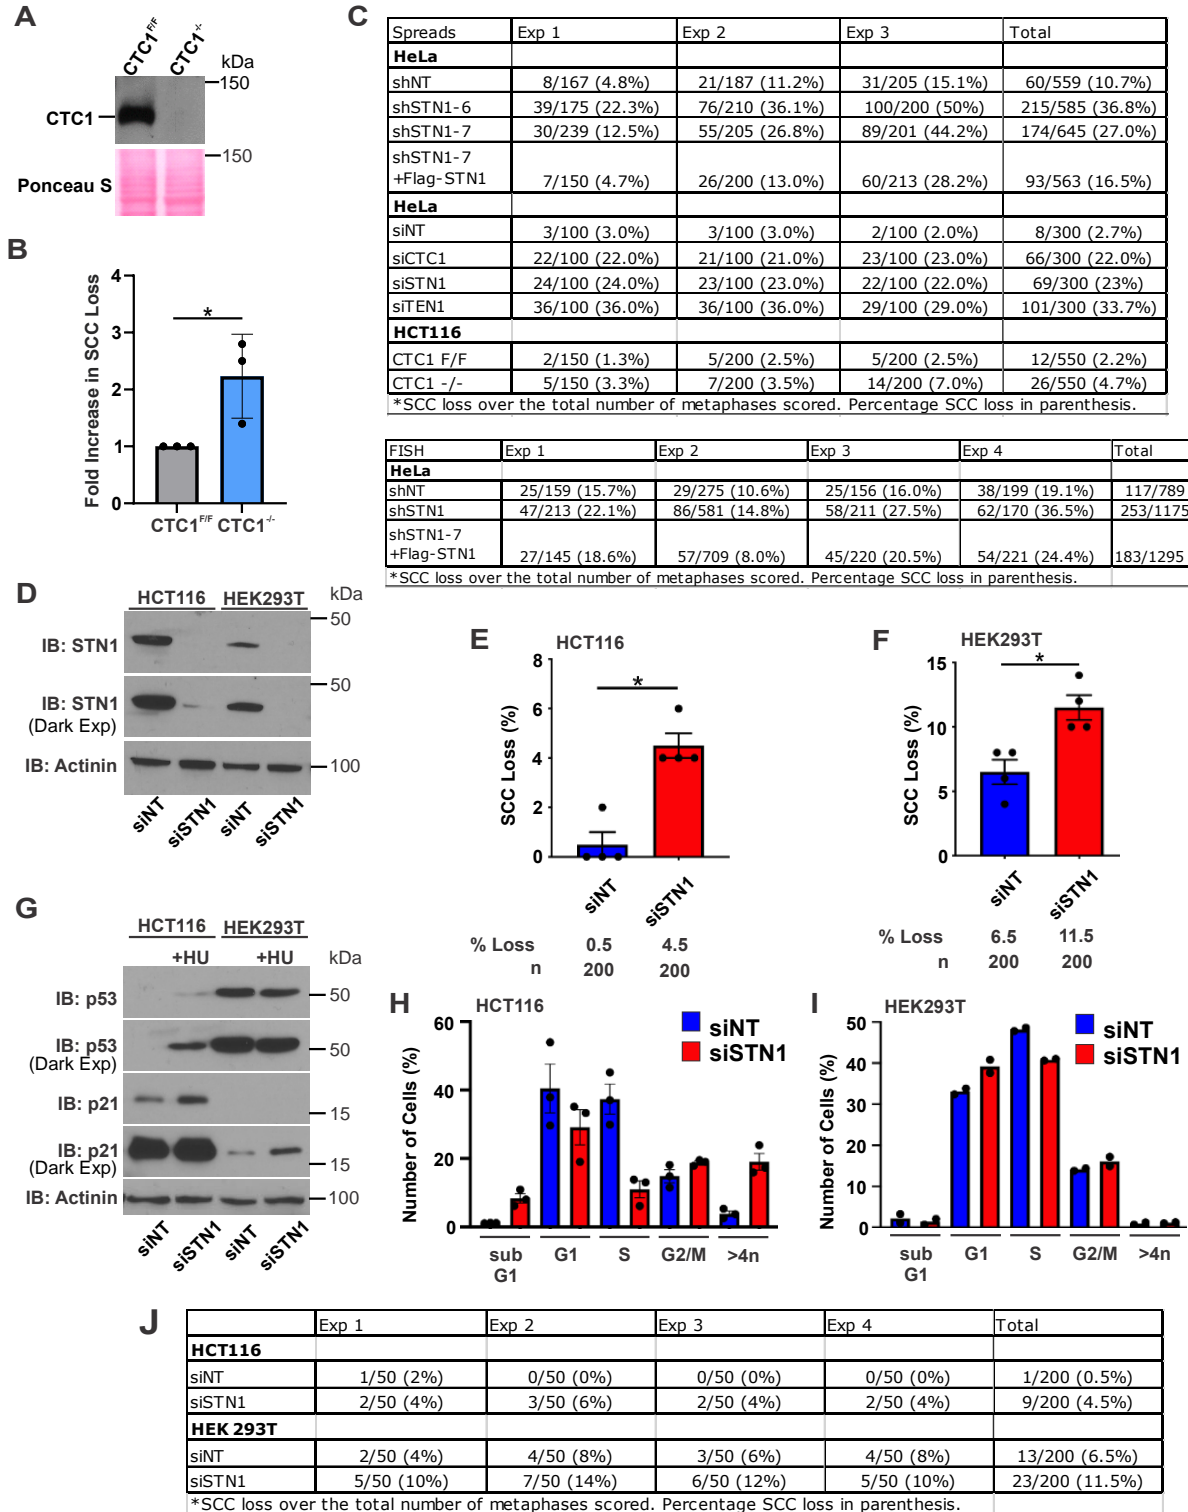 A
CTC1F/F CTC1-/-
kDa
150
CTC1
150
Ponceau S
B
Fold Increase in SCC Loss
4
3
2
1
0
*
CTC1F/F CTC1-/-
C
Spreads Exp 1 Exp 2 Exp 3 Total
HeLa
shNT 8/167 (4.8%) 21/187 (11.2%) 31/205 (15.1%) 60/559 (10.7%)
shSTN1-6 39/175 (22.3%) 76/210 (36.1%) 100/200 (50%) 215/585 (36.8%)
shSTN1-7 30/239 (12.5%) 55/205 (26.8%) 89/201 (44.2%) 174/645 (27.0%)
shSTN1-7
+Flag-STN1 7/150 (4.7%) 26/200 (13.0%) 60/213 (28.2%) 93/563 (16.5%)
HeLa
siNT 3/100 (3.0%) 3/100 (3.0%) 2/100 (2.0%) 8/300 (2.7%)
siCTC1 22/100 (22.0%) 21/100 (21.0%) 23/100 (23.0%) 66/300 (22.0%)
siSTN1 24/100 (24.0%) 23/100 (23.0%) 22/100 (22.0%) 69/300 (23%)
siTEN1 36/100 (36.0%) 36/100 (36.0%) 29/100 (29.0%) 101/300 (33.7%)
HCT116
CTC1 F/F 2/150 (1.3%) 5/200 (2.5%) 5/200 (2.5%) 12/550 (2.2%)
CTC1 -/- 5/150 (3.3%) 7/200 (3.5%) 14/200 (7.0%) 26/550 (4.7%)
*SCC loss over the total number of metaphases scored. Percentage SCC loss in parenthesis.
FISH Exp 1 Exp 2 Exp 3 Exp 4 Total
HeLa
shNT 25/159 (15.7%) 29/275 (10.6%) 25/156 (16.0%) 38/199 (19.1%) 117/789
shSTN1 47/213 (22.1%) 86/581 (14.8%) 58/211 (27.5%) 62/170 (36.5%) 253/1175
shSTN1-7
+Flag-STN1 27/145 (18.6%) 57/709 (8.0%) 45/220 (20.5%) 54/221 (24.4%) 183/1295
*SCC loss over the total number of metaphases scored. Percentage SCC loss in parenthesis.
D
HCT116 HEK293T kDa
50
IB: STN1
50
IB: STN1
(Dark Exp)
IB: Actinin 100
siNT siSTN1 siNT siSTN1
E
HCT116
SCC Loss (%)
8
6
4
2
0
*
siNT siSTN1
% Loss 0.5 4.5
n 200 200
F
HEK293T
SCC Loss (%)
15
10
5
0
*
siNT siSTN1
% Loss 6.5 11.5
n 200 200
G
HCT116 HEK293T
+HU +HU kDa
IB: p53 50
IB: p53 50
(Dark Exp)
IB: p21 15
IB: p21 15
(Dark Exp)
IB: Actinin 100
siNT siSTN1 siNT siSTN1
H
HCT116
Number of Cells (%)
60
40
20
0
siNT
siSTN1
sub G1 S G2/M >4n
G1
I
HEK293T
Number of Cells (%)
50
40
30
20
10
0
siNT
siSTN1
sub G1 S G2/M >4n
G1
J
Exp 1 Exp 2 Exp 3 Exp 4 Total
HCT116
siNT 1/50 (2%) 0/50 (0%) 0/50 (0%) 0/50 (0%) 1/200 (0.5%)
siSTN1 2/50 (4%) 3/50 (6%) 2/50 (4%) 2/50 (4%) 9/200 (4.5%)
HEK 293T
siNT 2/50 (4%) 4/50 (8%) 3/50 (6%) 4/50 (8%) 13/200 (6.5%)
siSTN1 5/50 (10%) 7/50 (14%) 6/50 (12%) 5/50 (10%) 23/200 (11.5%)
*SCC loss over the total number of metaphases scored. Percentage SCC loss in parenthesis.